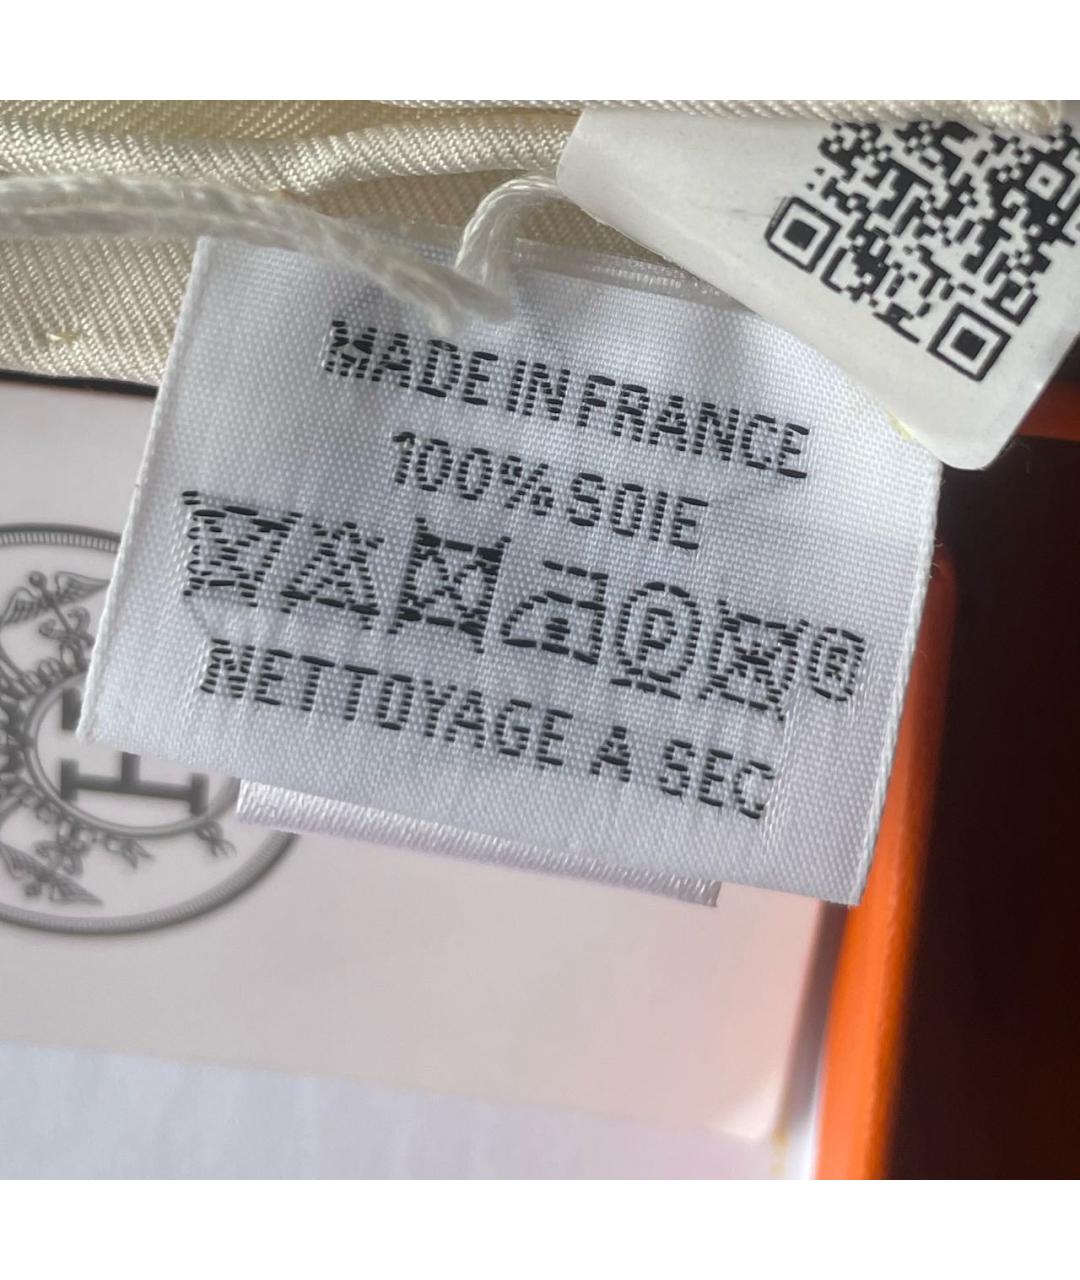 MADE IN FRANCE
100% SOIE
P
®
NETTOYAGE A SEC
H